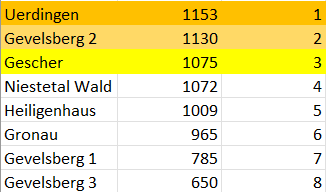 Uerdingen 1153 1
Gevelsberg 2 1130 2
Gescher 1075 3
Niestetal Wald 1072 4
Heiligenhaus 1009 5
Gronau 965 6
Gevelsberg 1 785 7
Gevelsberg 3 650 8